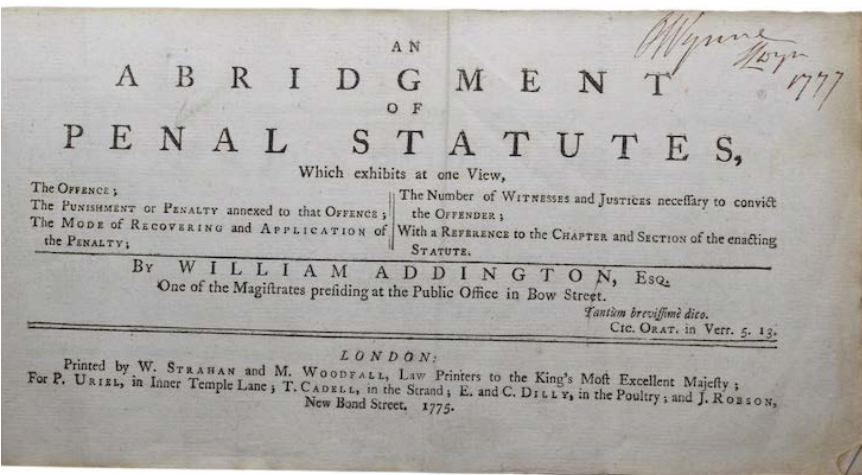 AN
ABRIDGMENT
OF
PENAL STATUTES,
Which exhibits at one View,
The OFFENCE;
The PUNISHMENT or PENALTY annexed to that OFFENCE;
The MODE of RECOVERING and APPLICATION of
the PENALTY;
The Number of WITNESSES and JUSTICES neceſſary to convict
the OFFENDER;
With a REFERENCE to the CHAPTER and SECTION of the enacting
STATUTE.
By WILLIAM ADDINGTON, Esq.
One of the Magiſtrates preſiding at the Public Office in Bow Street.
Tantùm breviſſimè dico.
Cic. Orat. in Verr. 5. 13.
LONDON:
Printed by W. STRAHAN and M. WOODFALL, Law Printers to the King's Moſt Excellent Majeſty;
For P. URIEL, in Inner Temple Lane; T. CADELL, in the Strand; E. and C. DILLY, in the Poultry; and J. ROBSON,
New Bond Street. 1775.
Wynne
1777